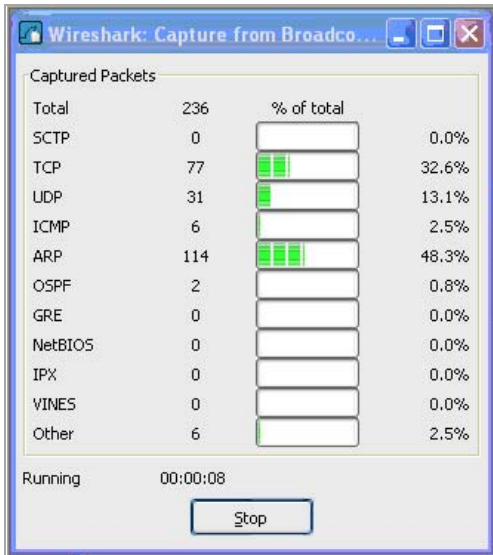 Wireshark: Capture from Broadco...
Captured Packets
Total 236 % of total
SCTP 0 0.0%
TCP 77 32.6%
UDP 31 13.1%
ICMP 6 2.5%
ARP 114 48.3%
OSPF 2 0.8%
GRE 0 0.0%
NetBIOS 0 0.0%
IPX 0 0.0%
VINES 0 0.0%
Other 6 2.5%
Running 00:00:08
Stop